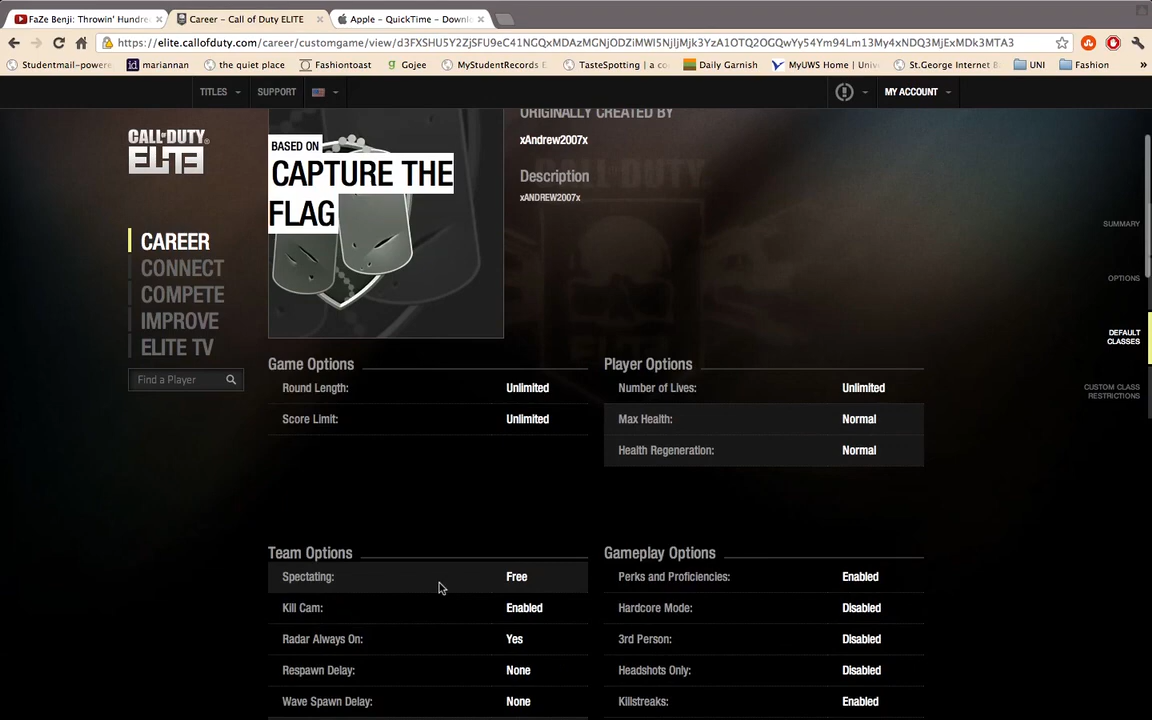 FaZe Benji: Throwin' Hundre
Career - Call of Duty ELITE
Apple - QuickTime - Downlo
https://elite.callofduty.com/career/customgame/view/
Studentmail-powere
mariannan
the quiet place
Fashiontoast
Gojee
MyStudentRecords E
TasteSpotting | a co
Daily Garnish
MyUWS Home | Univ
St.George Internet B
UNI
Fashion
TITLES
SUPPORT
MY ACCOUNT
CALL OF DUTY
ELITE
CAREER
CONNECT
COMPETE
IMPROVE
ELITE TV
Find a Player
BASED ON
CAPTURE THE
FLAG
ORIGINALLY CREATED BY
xAndrew2007x
Description
xANDREW2007x
SUMMARY
OPTIONS
DEFAULT
CLASSES
CUSTOM CLASS
RESTRICTIONS
Game Options
Round Length: Unlimited
Score Limit: Unlimited
Player Options
Number of Lives: Unlimited
Max Health: Normal
Health Regeneration: Normal
Team Options
Spectating: Free
Kill Cam: Enabled
Radar Always On: Yes
Respawn Delay: None
Wave Spawn Delay: None
Gameplay Options
Perks and Proficiencies: Enabled
Hardcore Mode: Disabled
3rd Person: Disabled
Headshots Only: Disabled
Killstreaks: Enabled